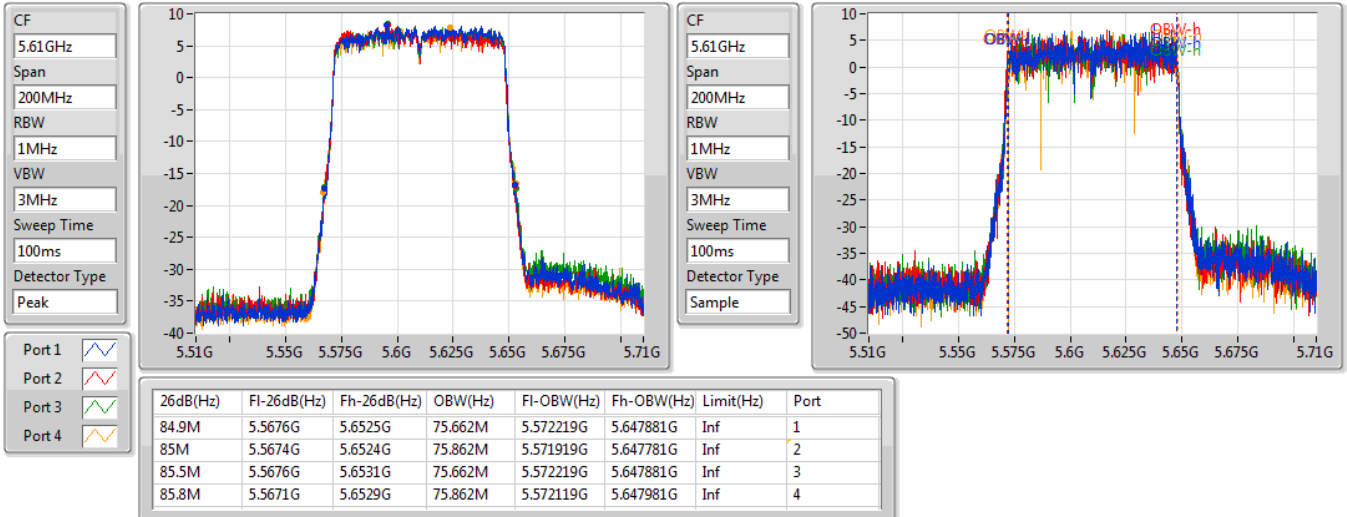 CF
5.61GHz
Span
200MHz
RBW
1MHz
VBW
3MHz
Sweep Time
100ms
Detector Type
Peak
10
5
0
-5
-10
-15
-20
-25
-30
-35
-40
5.51G 5.55G 5.575G 5.6G 5.625G 5.65G 5.675G 5.71G
CF
5.61GHz
Span
200MHz
RBW
1MHz
VBW
3MHz
Sweep Time
100ms
Detector Type
Sample
10
5
0
-5
-10
-15
-20
-25
-30
-35
-40
-45
-50
OBW-h
5.51G 5.55G 5.575G 5.6G 5.625G 5.65G 5.675G 5.71G
Port 1
Port 2
Port 3
Port 4
26dB(Hz) Fl-26dB(Hz) Fh-26dB(Hz) OBW(Hz) Fl-OBW(Hz) Fh-OBW(Hz) Limit(Hz) Port
84.9M 5.5676G 5.6525G 75.662M 5.572219G 5.647881G Inf 1
85M 5.5674G 5.6524G 75.862M 5.571919G 5.647781G Inf 2
85.5M 5.5676G 5.6531G 75.662M 5.572219G 5.647881G Inf 3
85.8M 5.5671G 5.6529G 75.862M 5.572119G 5.647981G Inf 4